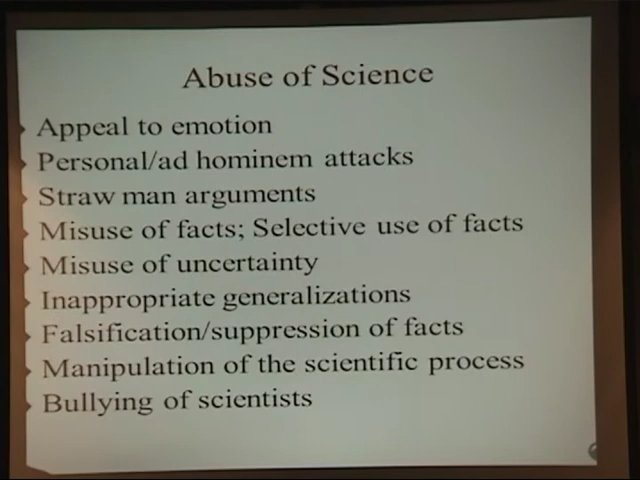 Abuse of Science
Appeal to emotion
Personal/ad hominem attacks
Straw man arguments
Misuse of facts; Selective use of facts
Misuse of uncertainty
Inappropriate generalizations
Falsification/suppression of facts
Manipulation of the scientific process
Bullying of scientists